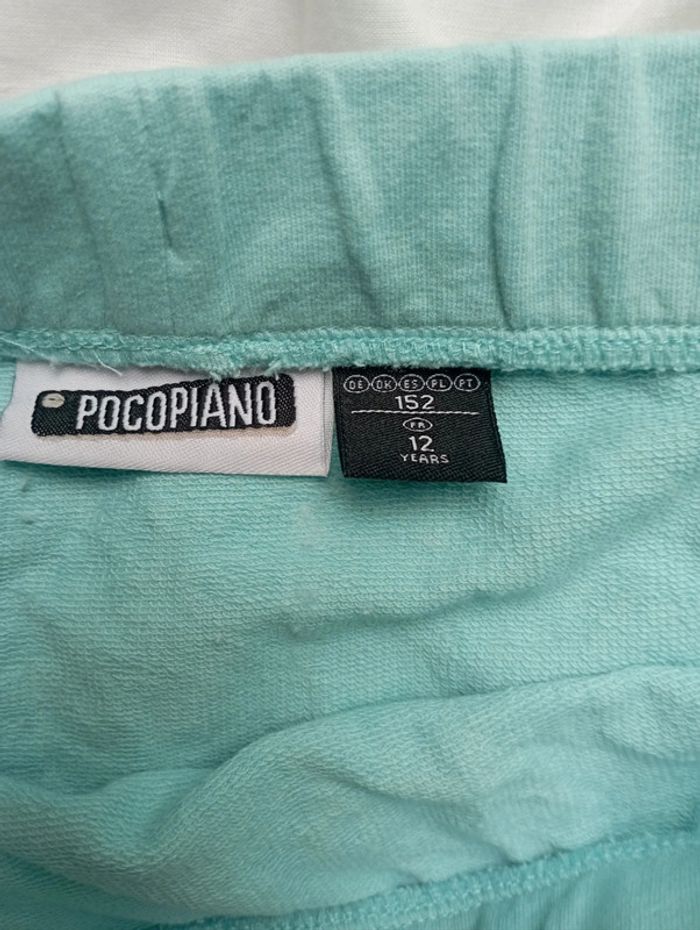 POCOPIANO
DE DK ES PL PT
152
FR
12
YEARS